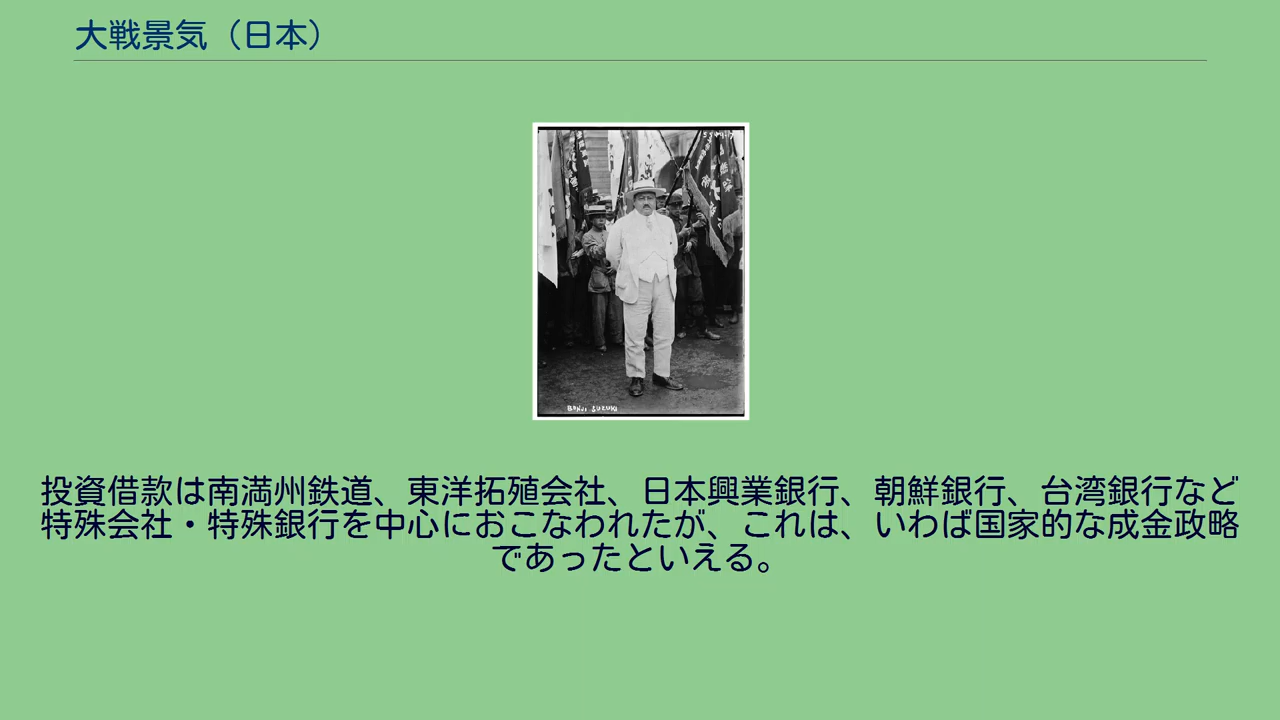 大戦景気（日本）
BANJI SUZUKI
投資借款は南満州鉄道、東洋拓殖会社、日本興業銀行、朝鮮銀行、台湾銀行など
特殊会社・特殊銀行を中心におこなわれたが、これは、いわば国家的な成金政略
であったといえる。